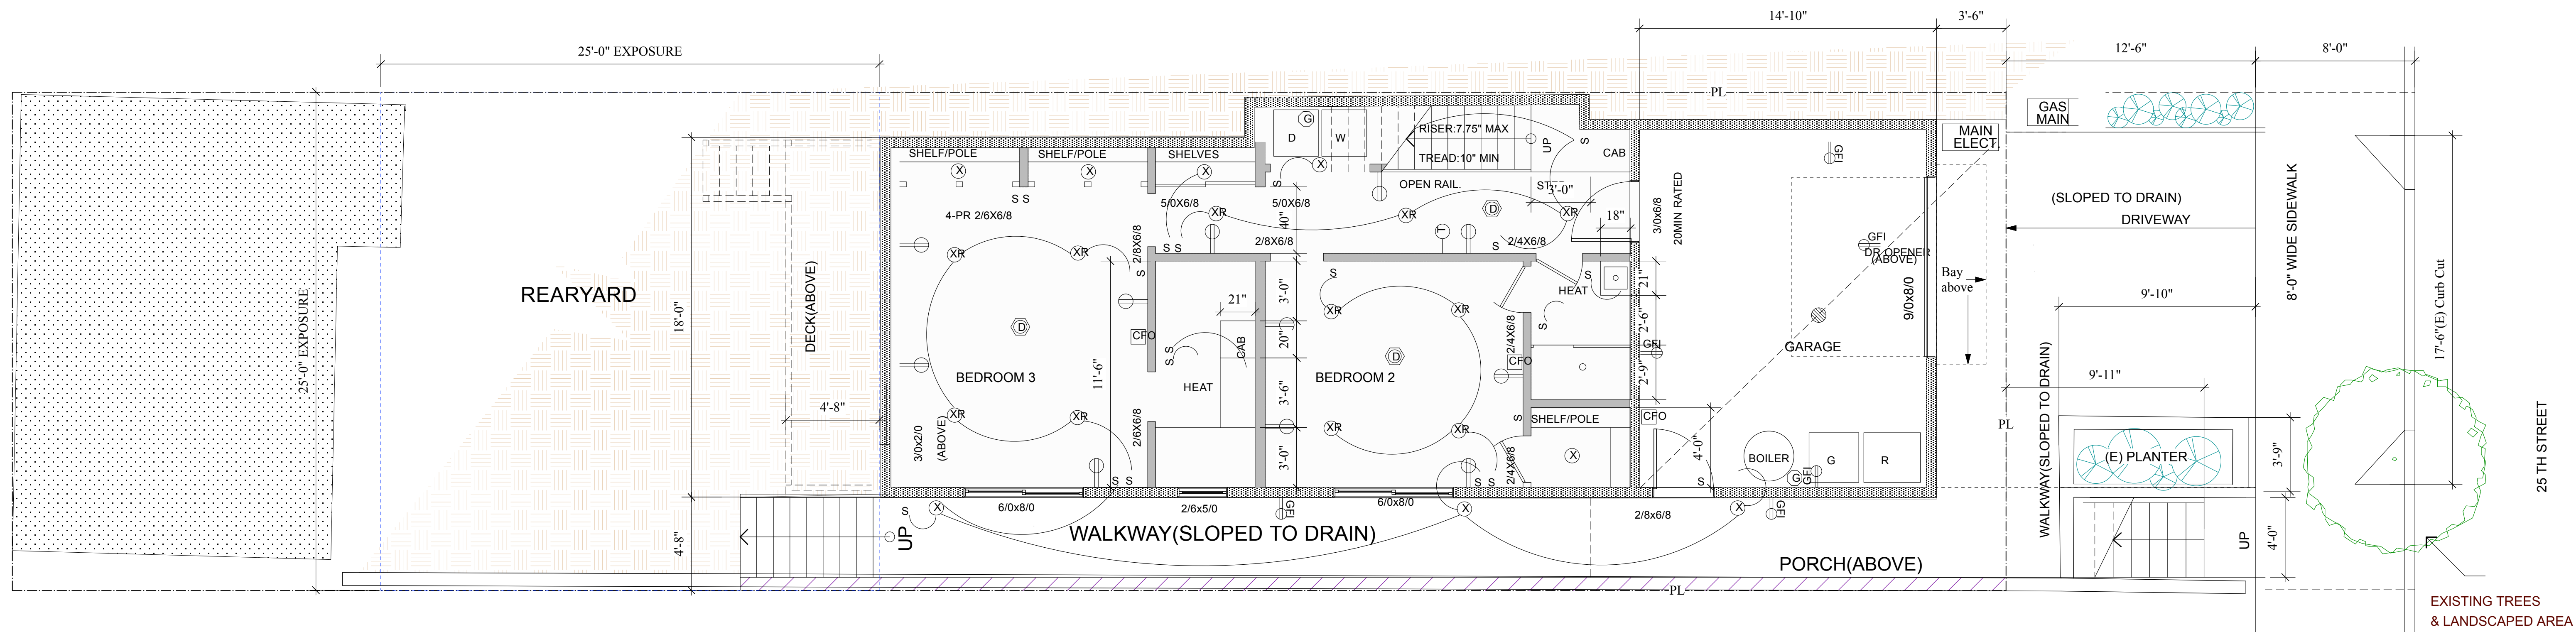 14'-10"
3'-6"
25'-0" EXPOSURE
12'-6"
8'-0"
PL
GAS
MAIN
MAIN
ELECT.
G
D
W
RISER:7.75" MAX
TREAD:10" MIN
UP
S
CAB
GFI
SHELF/POLE
SHELF/POLE
SHELVES
X
X
X
X
S
OPEN RAIL.
3'-0"
S S
4-PR 2/6X6/8
5/0X6/8
5/0X6/8
XR
XR
D
XR
18"
3/0X6/8
20MIN RATED
40"
T
2/8X6/8
S S
2/8X6/8
S
2/4X6/8
GFI
DR OPENER
(ABOVE)
(SLOPED TO DRAIN)
DRIVEWAY
8'-0" WIDE SIDEWALK
XR
XR
S
S
HEAT
S
21"
Bay
above
9/0x8/0
REARYARD
DECK(ABOVE)
25'-0" EXPOSURE
18'-0"
21"
3'-0"
XR
XR
2'-6"
S
9'-10"
17'-6"(E) Curb Cut
D
CFO
20"
CAB
S S
2/4X6/8
CFO
D
GFI
GARAGE
BEDROOM 3
11'-6"
HEAT
3'-6"
BEDROOM 2
2'-9"
9'-11"
WALKWAY(SLOPED TO DRAIN)
4'-8"
XR
XR
2/6X6/8
XR
XR
S
SHELF/POLE
CFO
PL
3/0x2/0
(ABOVE)
3'-0"
2/4X6/8
X
4'-0"
BOILER
G
R
G
GFI
(E) PLANTER
3'-9"
25 TH STREET
S S
S S
S
S
X
6/0x8/0
2/6x5/0
GFI
6/0x8/0
X
2/8x6/8
X
GFI
4'-8"
UP
WALKWAY(SLOPED TO DRAIN)
PORCH(ABOVE)
UP
4'-0"
PL
EXISTING TREES
& LANDSCAPED AREA